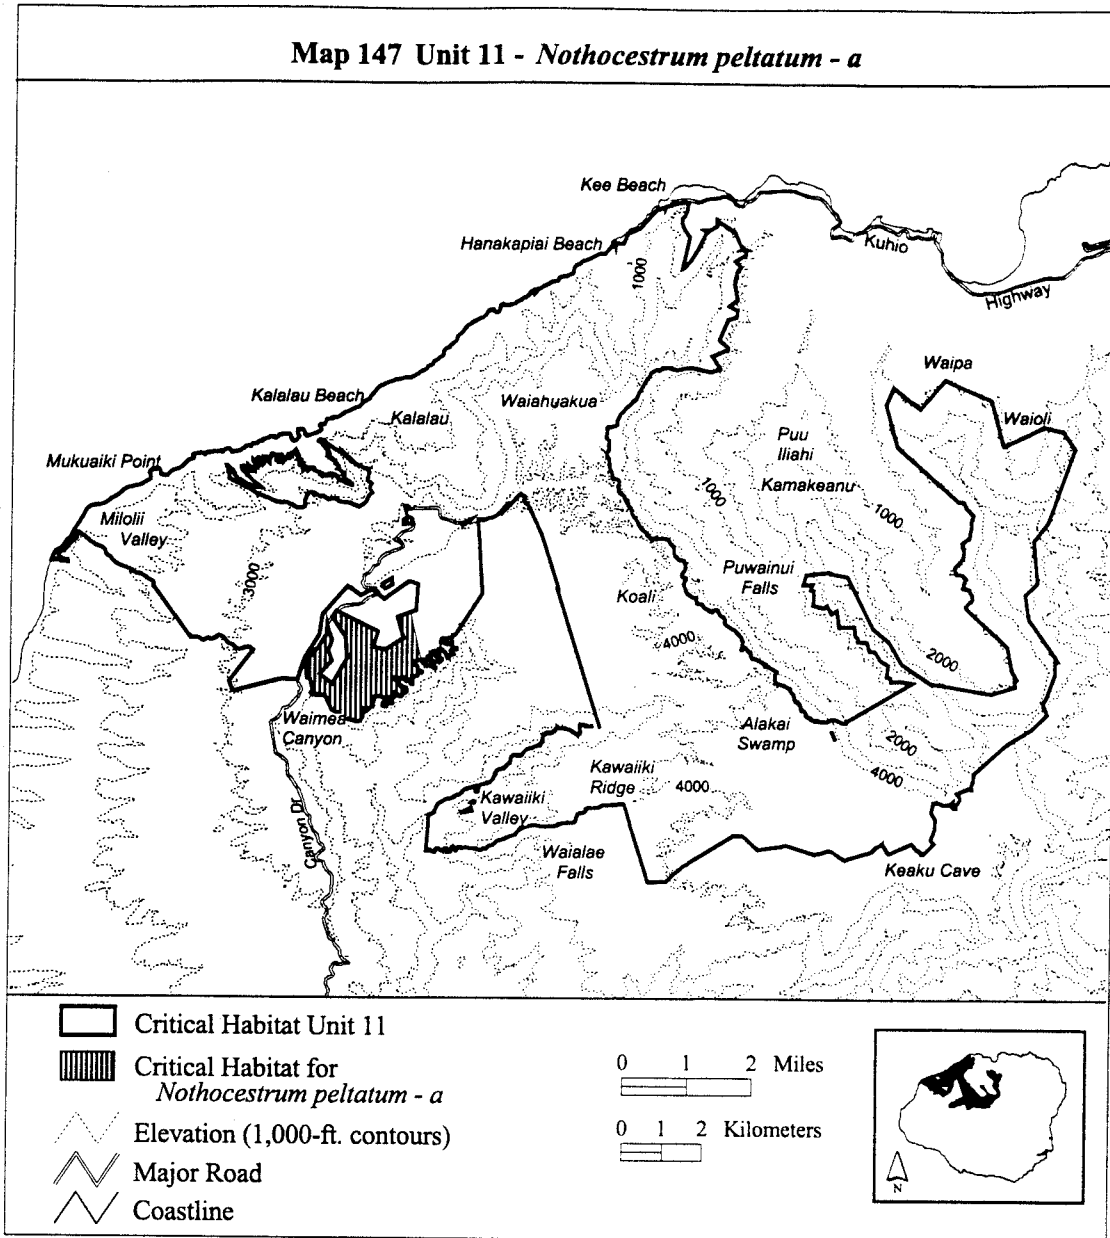 Map 147 Unit 11 - Nothocestrum peltatum - a
Kee Beach
Hanakapiai Beach
Kuhio
Highway
1000
Waipa
Kalalau Beach
Kalalau
Waiahuakua
Waioli
Puu
Iliahi
Mukuaiki Point
Kamakeanu
1000
1000
Milolii
Valley
3000
Puwainui
Falls
Koali
4000
2000
Waimea
Canyon
Alakai
Swamp
2000
4000
Kawaiiki
Ridge
4000
Kawaiiki
Valley
Canyon Dr
Waialae
Falls
Keaku Cave
Critical Habitat Unit 11
Critical Habitat for
Nothocestrum peltatum - a
Elevation (1,000-ft. contours)
Major Road
Coastline
0 1 2 Miles
0 1 2 Kilometers
N